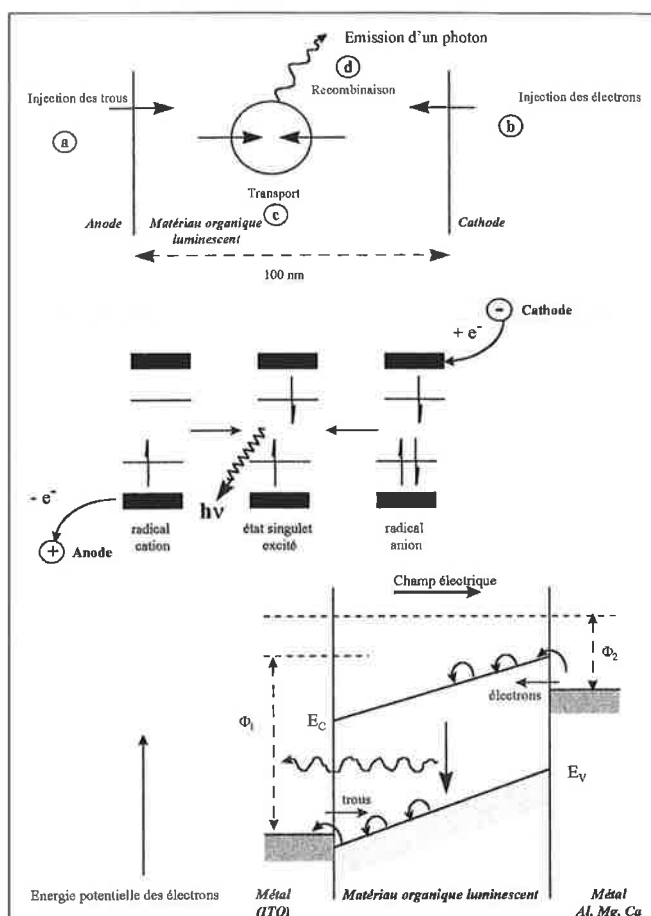 Emission d'un photon
d
Recombinaison
Injection des trous
Injection des électrons
a
b
Transport
c
Anode
Matériau organique
luminescent
Cathode
100 nm
- Cathode
+ e-
- e-
hν
+ Anode
radical
cation
état singulet
excité
radical
anion
Champ électrique
Φ2
électrons
Φ1
EC
EV
trous
Energie potentielle des électrons
Métal
(ITO)
Matériau organique luminescent
Métal
Al, Mg, Ca